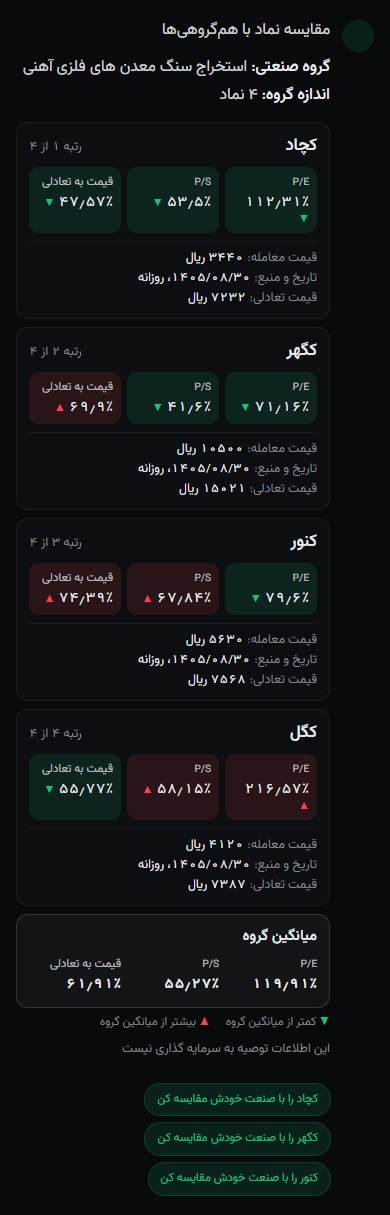 مقایسه نماد با هم‌گروهی‌ها
گروه صنعتی: استخراج سنگ معدن های فلزی آهنی
اندازه گروه: ۴ نماد
کچاد
رتبه ۱ از ۴
P/E
۱۱۲٫۳۱٪ ▼
P/S
۵۳٫۵٪ ▼
قیمت به تعادلی
۴۷٫۵۷٪ ▼
قیمت معامله: ۳۴۴۰ ریال
تاریخ و منبع: ۱۴۰۵/۰۸/۳۰، روزانه
قیمت تعادلی: ۷۲۳۲ ریال
کگهر
رتبه ۲ از ۴
P/E
۷۱٫۱۶٪ ▼
P/S
۴۱٫۶٪ ▼
قیمت به تعادلی
۶۹٫۹٪ ▲
قیمت معامله: ۱۰۵۰۰ ریال
تاریخ و منبع: ۱۴۰۵/۰۸/۳۰، روزانه
قیمت تعادلی: ۱۵۰۲۱ ریال
کنور
رتبه ۳ از ۴
P/E
۷۹٫۶٪ ▼
P/S
۶۷٫۸۴٪ ▲
قیمت به تعادلی
۷۴٫۳۹٪ ▲
قیمت معامله: ۵۶۳۰ ریال
تاریخ و منبع: ۱۴۰۵/۰۸/۳۰، روزانه
قیمت تعادلی: ۷۵۶۸ ریال
کگل
رتبه ۴ از ۴
P/E
۲۱۶٫۵۷٪ ▲
P/S
۵۸٫۱۵٪ ▲
قیمت به تعادلی
۵۵٫۷۷٪ ▼
قیمت معامله: ۴۱۲۰ ریال
تاریخ و منبع: ۱۴۰۵/۰۸/۳۰، روزانه
قیمت تعادلی: ۷۳۸۷ ریال
میانگین گروه
P/E
۱۱۹٫۹۱٪
P/S
۵۵٫۲۷٪
قیمت به تعادلی
۶۱٫۹۱٪
▼ کمتر از میانگین گروه ▲ بیشتر از میانگین گروه
این اطلاعات توصیه به سرمایه گذاری نیست
کچاد را با صنعت خودش مقایسه کن
کگهر را با صنعت خودش مقایسه کن
کنور را با صنعت خودش مقایسه کن